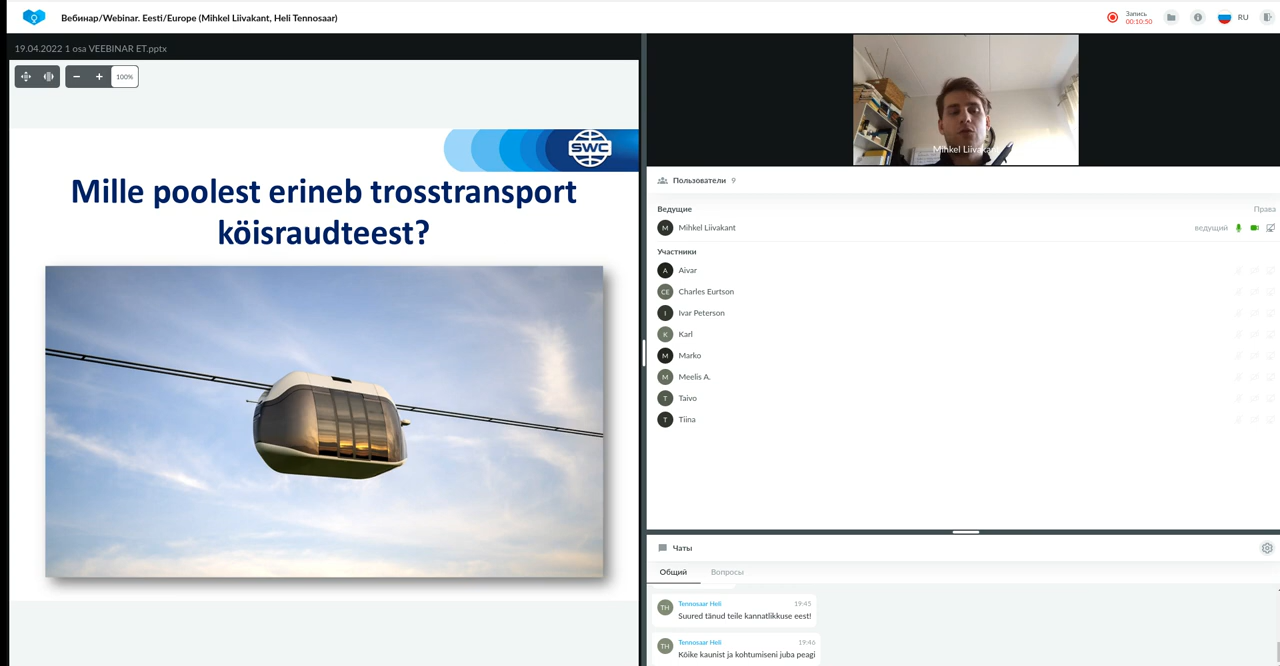 Вебинар/Webinar. Eesti/Europe (Mihkel Liivakant, Heli Tennosaar)
Запись
00:10:50
RU
19.04.2022 1 osa VEEBINAR ET.pptx
100%
SWC
Mille poolest erineb trosstransport
köisraudteest?
Mihkel Liivakant
Пользователи 9
Ведущие Права
M Mihkel Liivakant ведущий
Участники
A Aivar
CE Charles Eurtson
I Ivar Peterson
K Karl
M Marko
M Meelis A.
T Taivo
T Tiina
Чаты
Общий Вопросы
TH Tennosaar Heli 19:45
Suured tänud teile kannatlikkuse eest!
TH Tennosaar Heli 19:46
Kõike kaunist ja kohtumiseni juba peagi